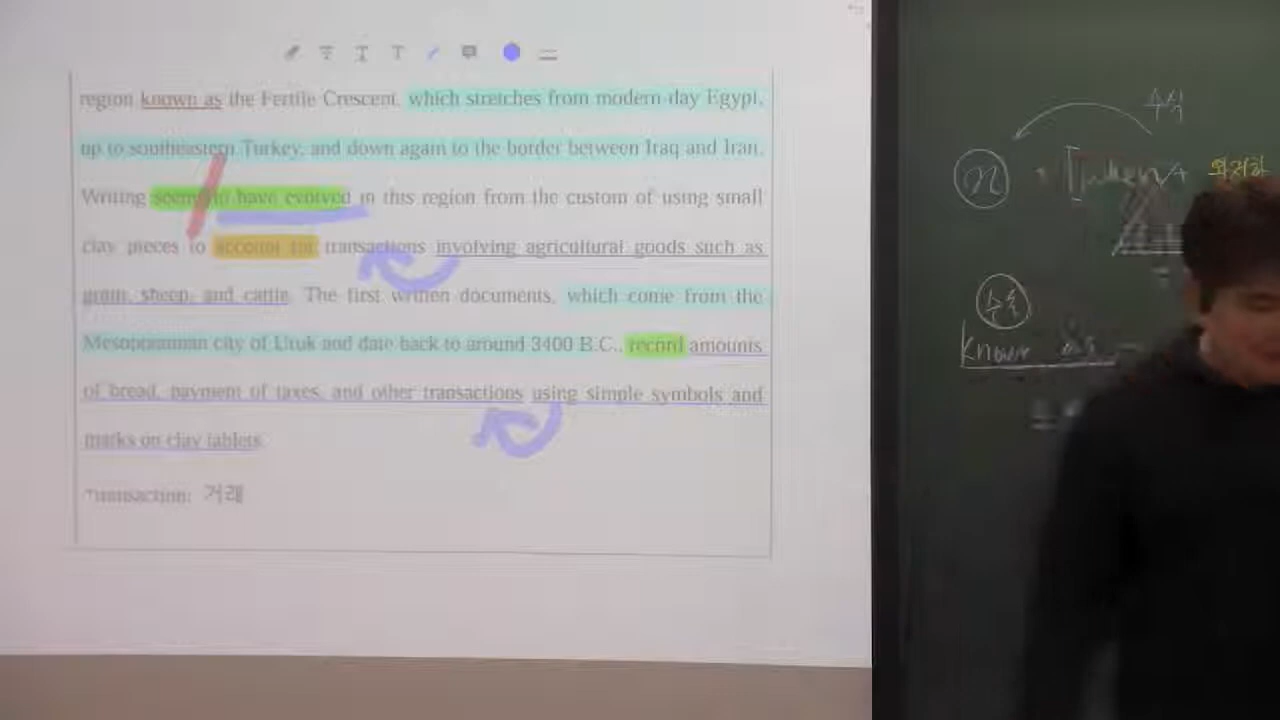 region known as the Fertile Crescent, which stretches from modern-day Egypt,
up to southeastern Turkey, and down again to the border between Iraq and Iran.
Writing seems to have evolved in this region from the custom of using small
clay pieces to account for transactions involving agricultural goods such as
grain, sheep, and cattle. The first written documents, which come from the
Mesopotamian city of Uruk and date back to around 3400 B.C., record amounts
of bread, payment of taxes, and other transactions using simple symbols and
marks on clay tablets.
*transaction: 거래
수식
n
known as